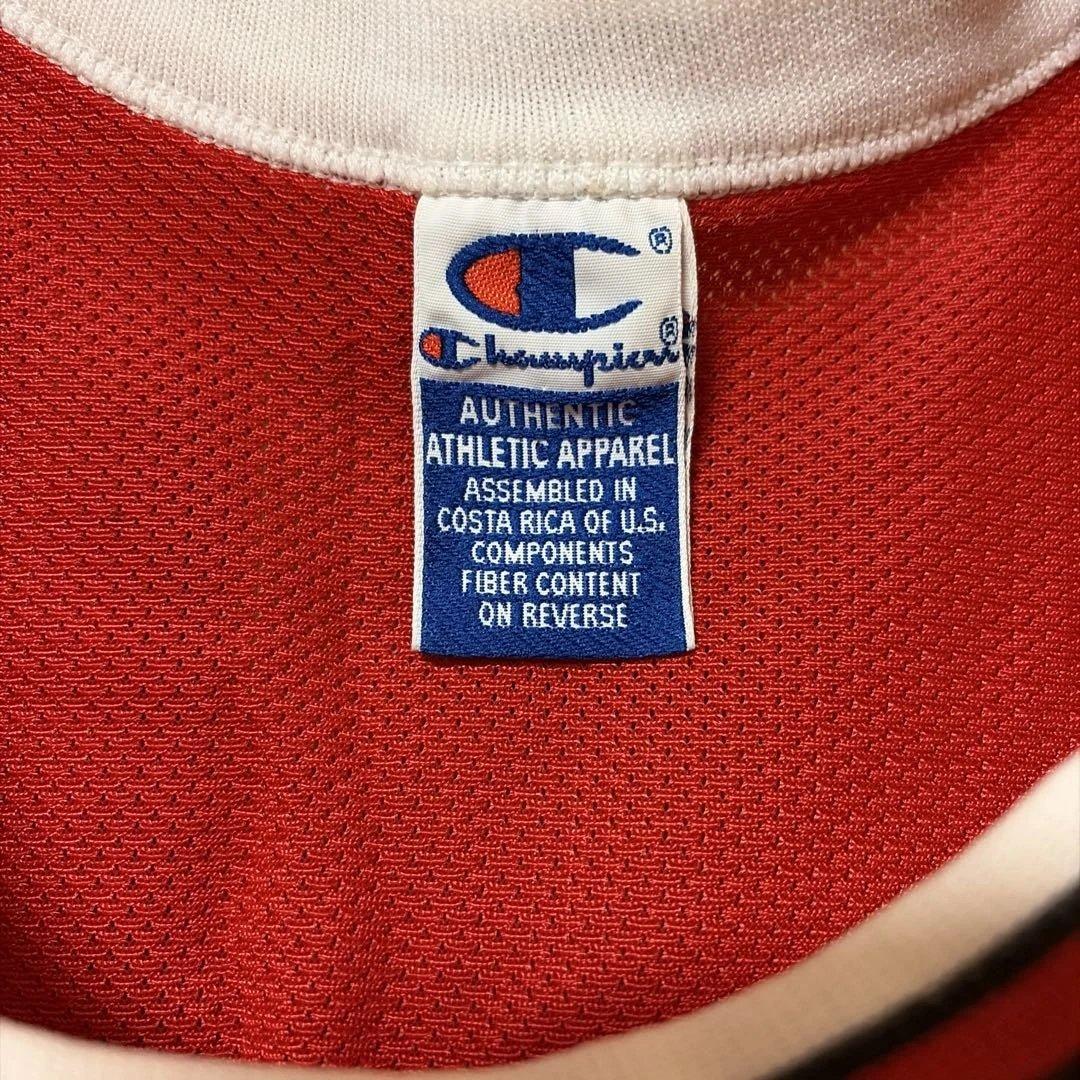 ®
Champion®
AUTHENTIC
ATHLETIC APPAREL
ASSEMBLED IN
COSTA RICA OF U.S.
COMPONENTS
FIBER CONTENT
ON REVERSE